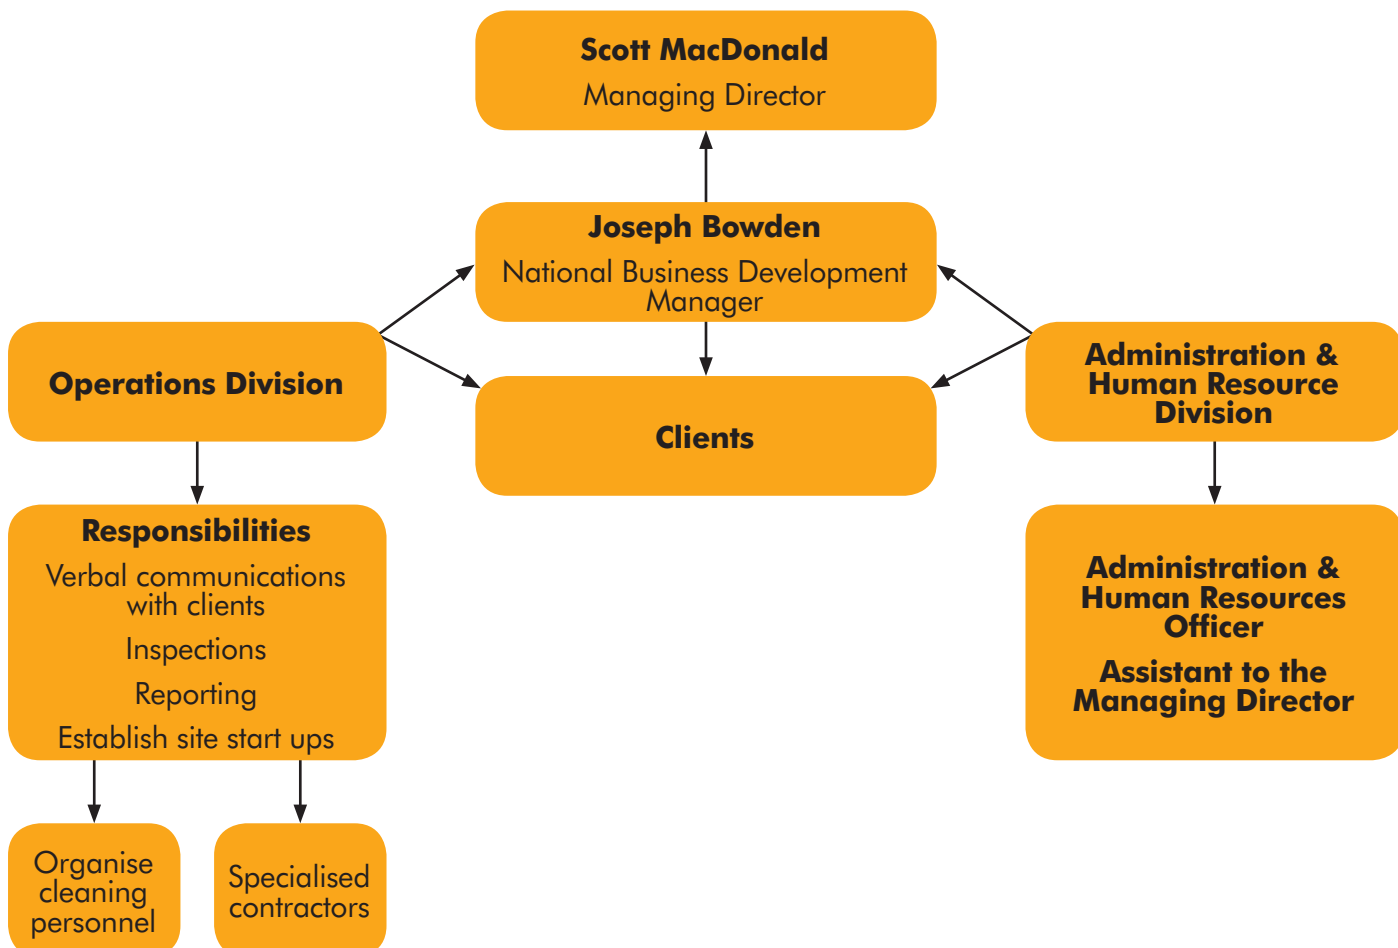 Scott MacDonald
Managing Director
Joseph Bowden
National Business Development
Manager
Operations Division
Clients
Administration &
Human Resource
Division
Responsibilities
Verbal communications
with clients
Inspections
Reporting
Establish site start ups
Administration &
Human Resources
Officer
Assistant to the
Managing Director
Organise
cleaning
personnel
Specialised
contractors